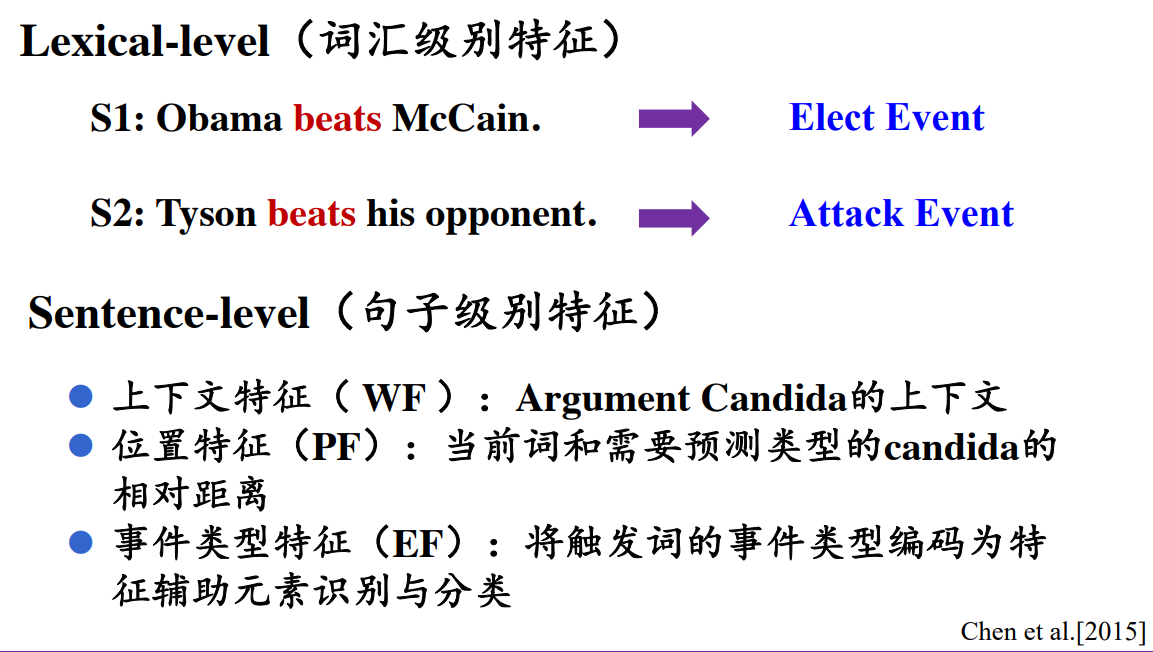 Lexical-level（词汇级别特征）
S1: Obama beats McCain. Elect Event
S2: Tyson beats his opponent. Attack Event
Sentence-level（句子级别特征）
上下文特征（ WF ）：Argument Candida的上下文
位置特征（PF）：当前词和需要预测类型的candida的
相对距离
事件类型特征（EF）：将触发词的事件类型编码为特
征辅助元素识别与分类
Chen et al.[2015]